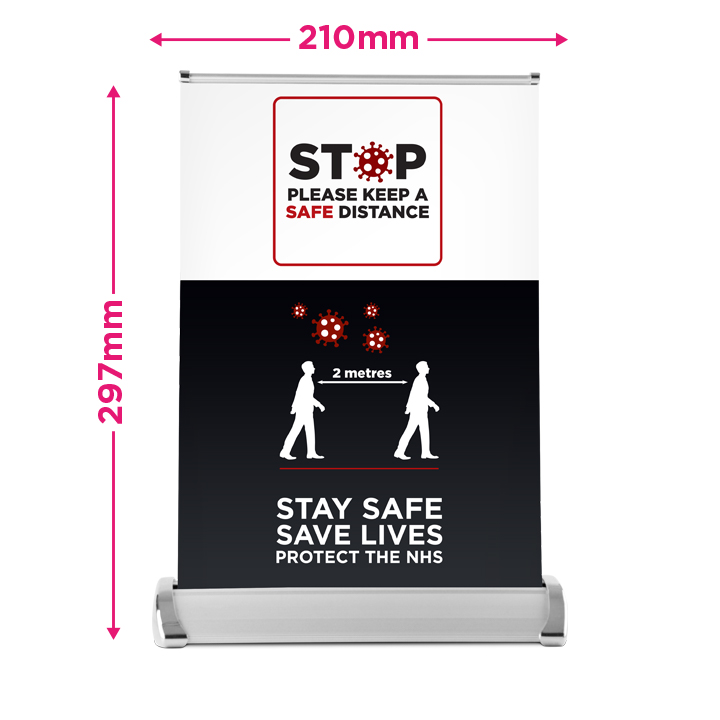 210mm
297mm
STOP
PLEASE KEEP A
SAFE DISTANCE
2 metres
STAY SAFE
SAVE LIVES
PROTECT THE NHS